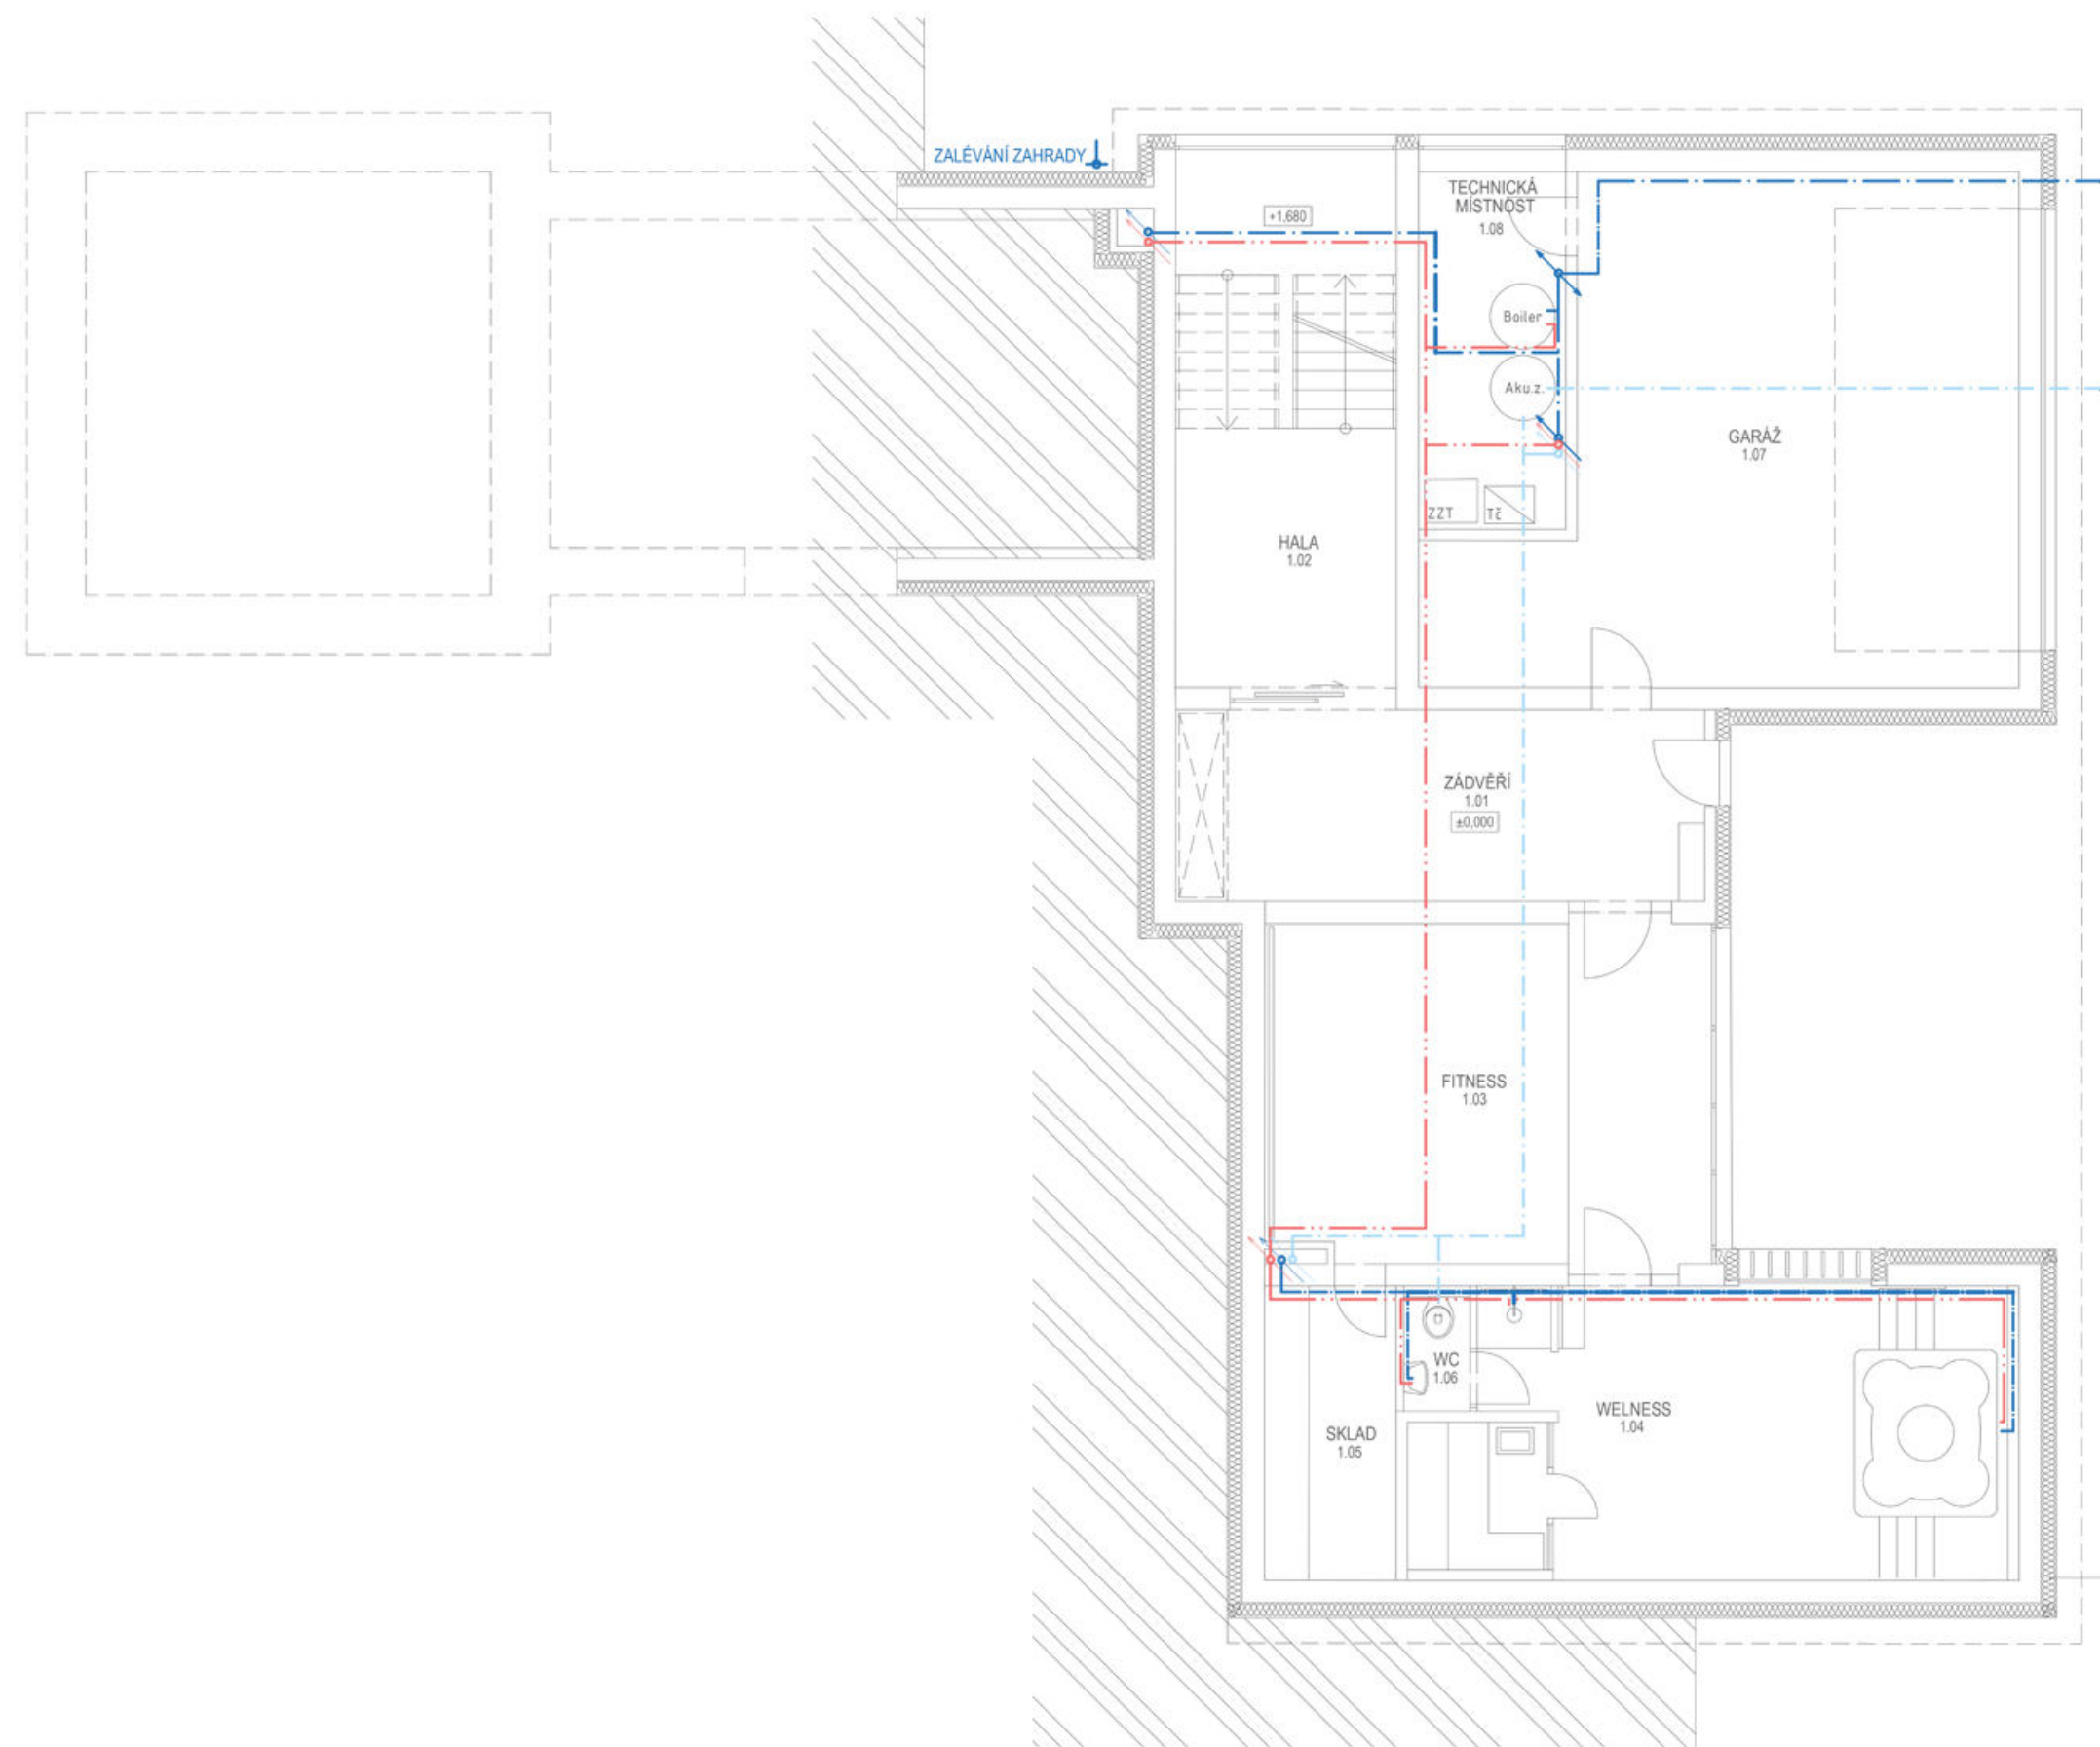 ZALÉVÁNÍ ZAHRADY
TECHNICKÁ
MÍSTNOST
1.08
+1,680
Boiler
Aku.z.
GARÁŽ
1.07
ZZT
Tč
HALA
1.02
ZÁDVĚŘÍ
1.01
±0,000
FITNESS
1.03
WC
1.06
WELNESS
1.04
SKLAD
1.05